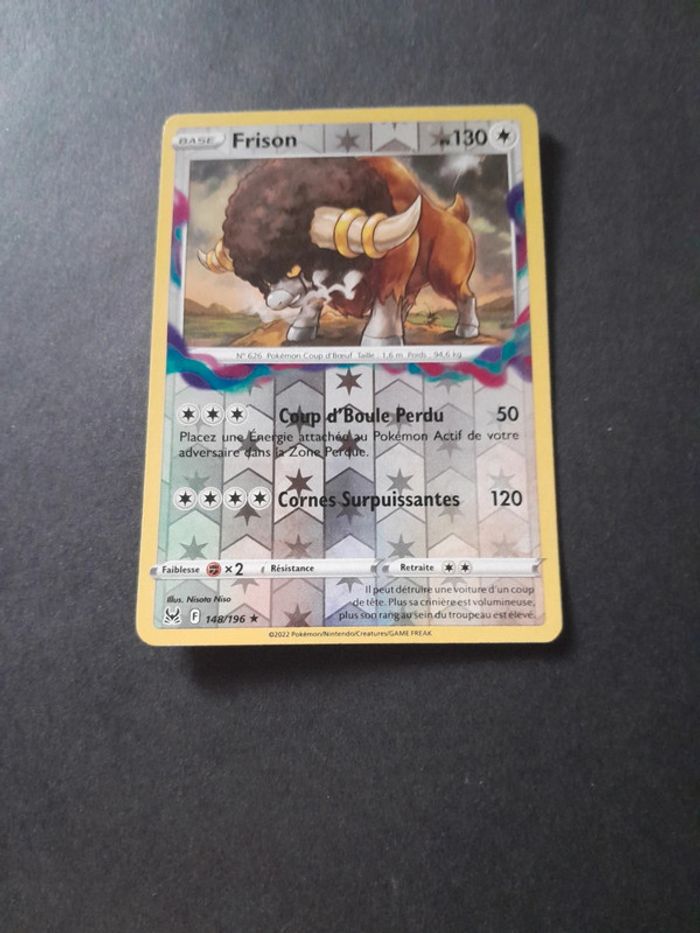 BASE Frison PV130
N° 626 Pokémon Coup d'Bœuf Taille : 1,6 m Poids : 94,6 kg
Coup d'Boule Perdu 50
Placez une Énergie attachée au Pokémon Actif de votre
adversaire dans la Zone Perdue.
Cornes Surpuissantes 120
Faiblesse ×2 Résistance Retraite
Il peut détruire une voiture d'un coup
Illus. Nisota Niso
de tête. Plus sa crinière est volumineuse,
F 148/196 ★
plus son rang au sein du troupeau est élevé.
©2022 Pokémon/Nintendo/Creatures/GAME FREAK